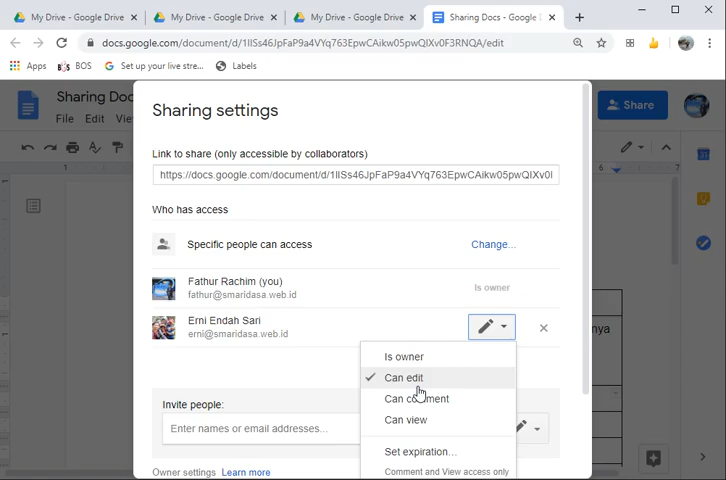 My Drive - Google Drive
My Drive - Google Drive
My Drive - Google Drive
Sharing Docs - Google
docs.google.com/document/d/1IISs46JpFaP9a4VYq763EpwCAikw05pwQIXv0F3RNQA/edit
Apps
BOS
Set up your live stre...
Labels
Sharing Doc
File Edit
Share
Sharing settings
Link to share (only accessible by collaborators)
https://docs.google.com/document/d/1IISs46JpFaP9a4VYq763EpwCAikw05pwQIXv0l
Who has access
Specific people can access
Change...
Fathur Rachim (you)
fathur@smaridasa.web.id
Is owner
Erni Endah Sari
erni@smaridasa.web.id
Is owner
Can edit
Can comment
Can view
Set expiration...
Comment and View access only
Invite people:
Enter names or email addresses...
Owner settings Learn more
nya